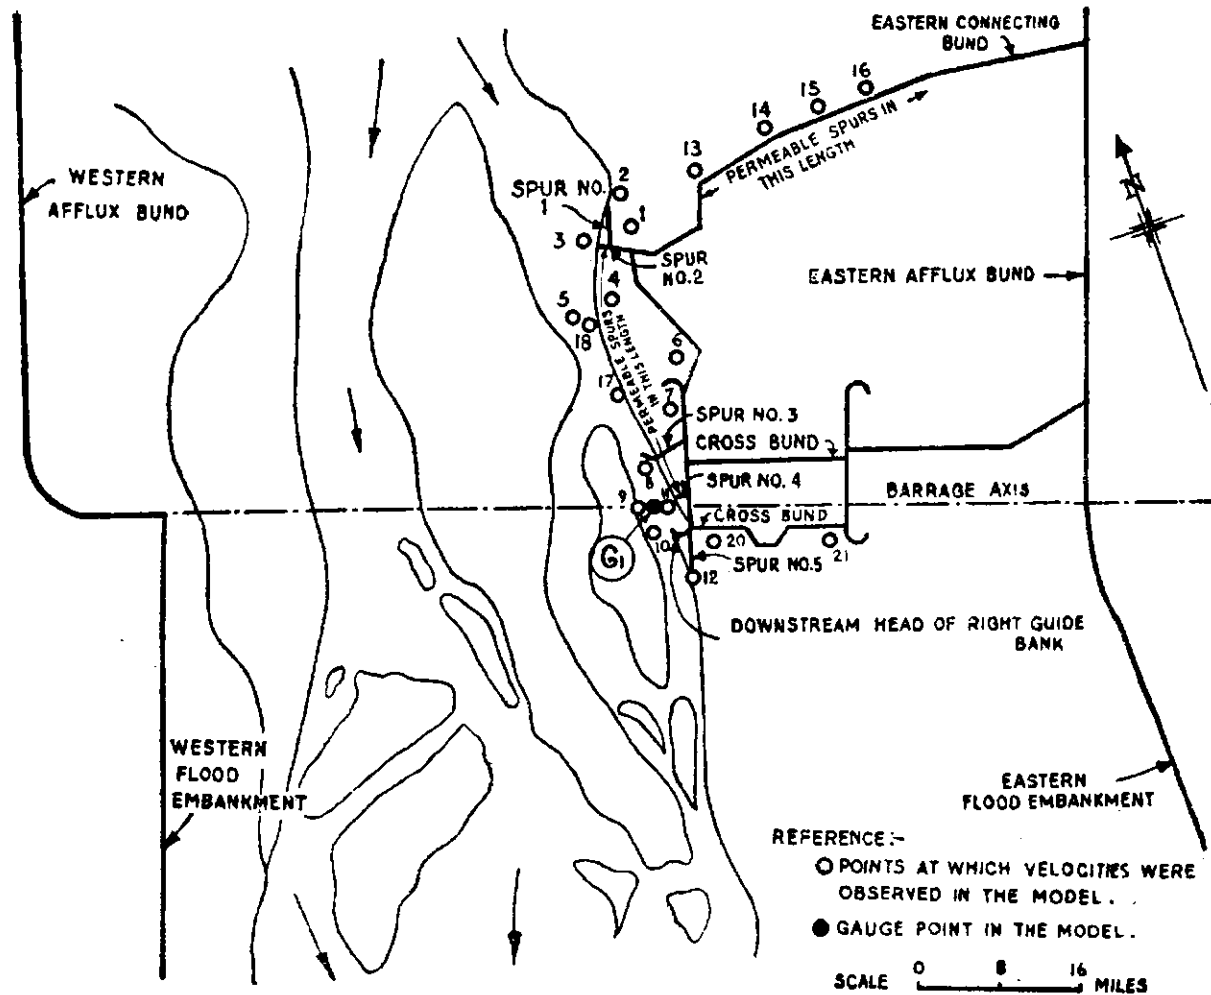 EASTERN CONNECTING
BUND
16
15
14
13
PERMEABLE SPURS IN
THIS LENGTH
WESTERN
AFFLUX BUND
2
SPUR NO.
1
1
3
SPUR
NO.2
N
4
EASTERN AFFLUX BUND
5
18
6
PERMEABLE SPURS
IN THIS LENGTH
17
7
SPUR NO. 3
CROSS BUND
8
SPUR NO. 4
9
11
BARRAGE AXIS
CROSS BUND
10
20
21
G1
SPUR NO.5
12
DOWNSTREAM HEAD OF RIGHT GUIDE
BANK
WESTERN
FLOOD
EMBANKMENT
EASTERN
FLOOD EMBANKMENT
REFERENCE:-
POINTS AT WHICH VELOCITIES WERE
OBSERVED IN THE MODEL.
GAUGE POINT IN THE MODEL.
SCALE 0 8 16 MILES